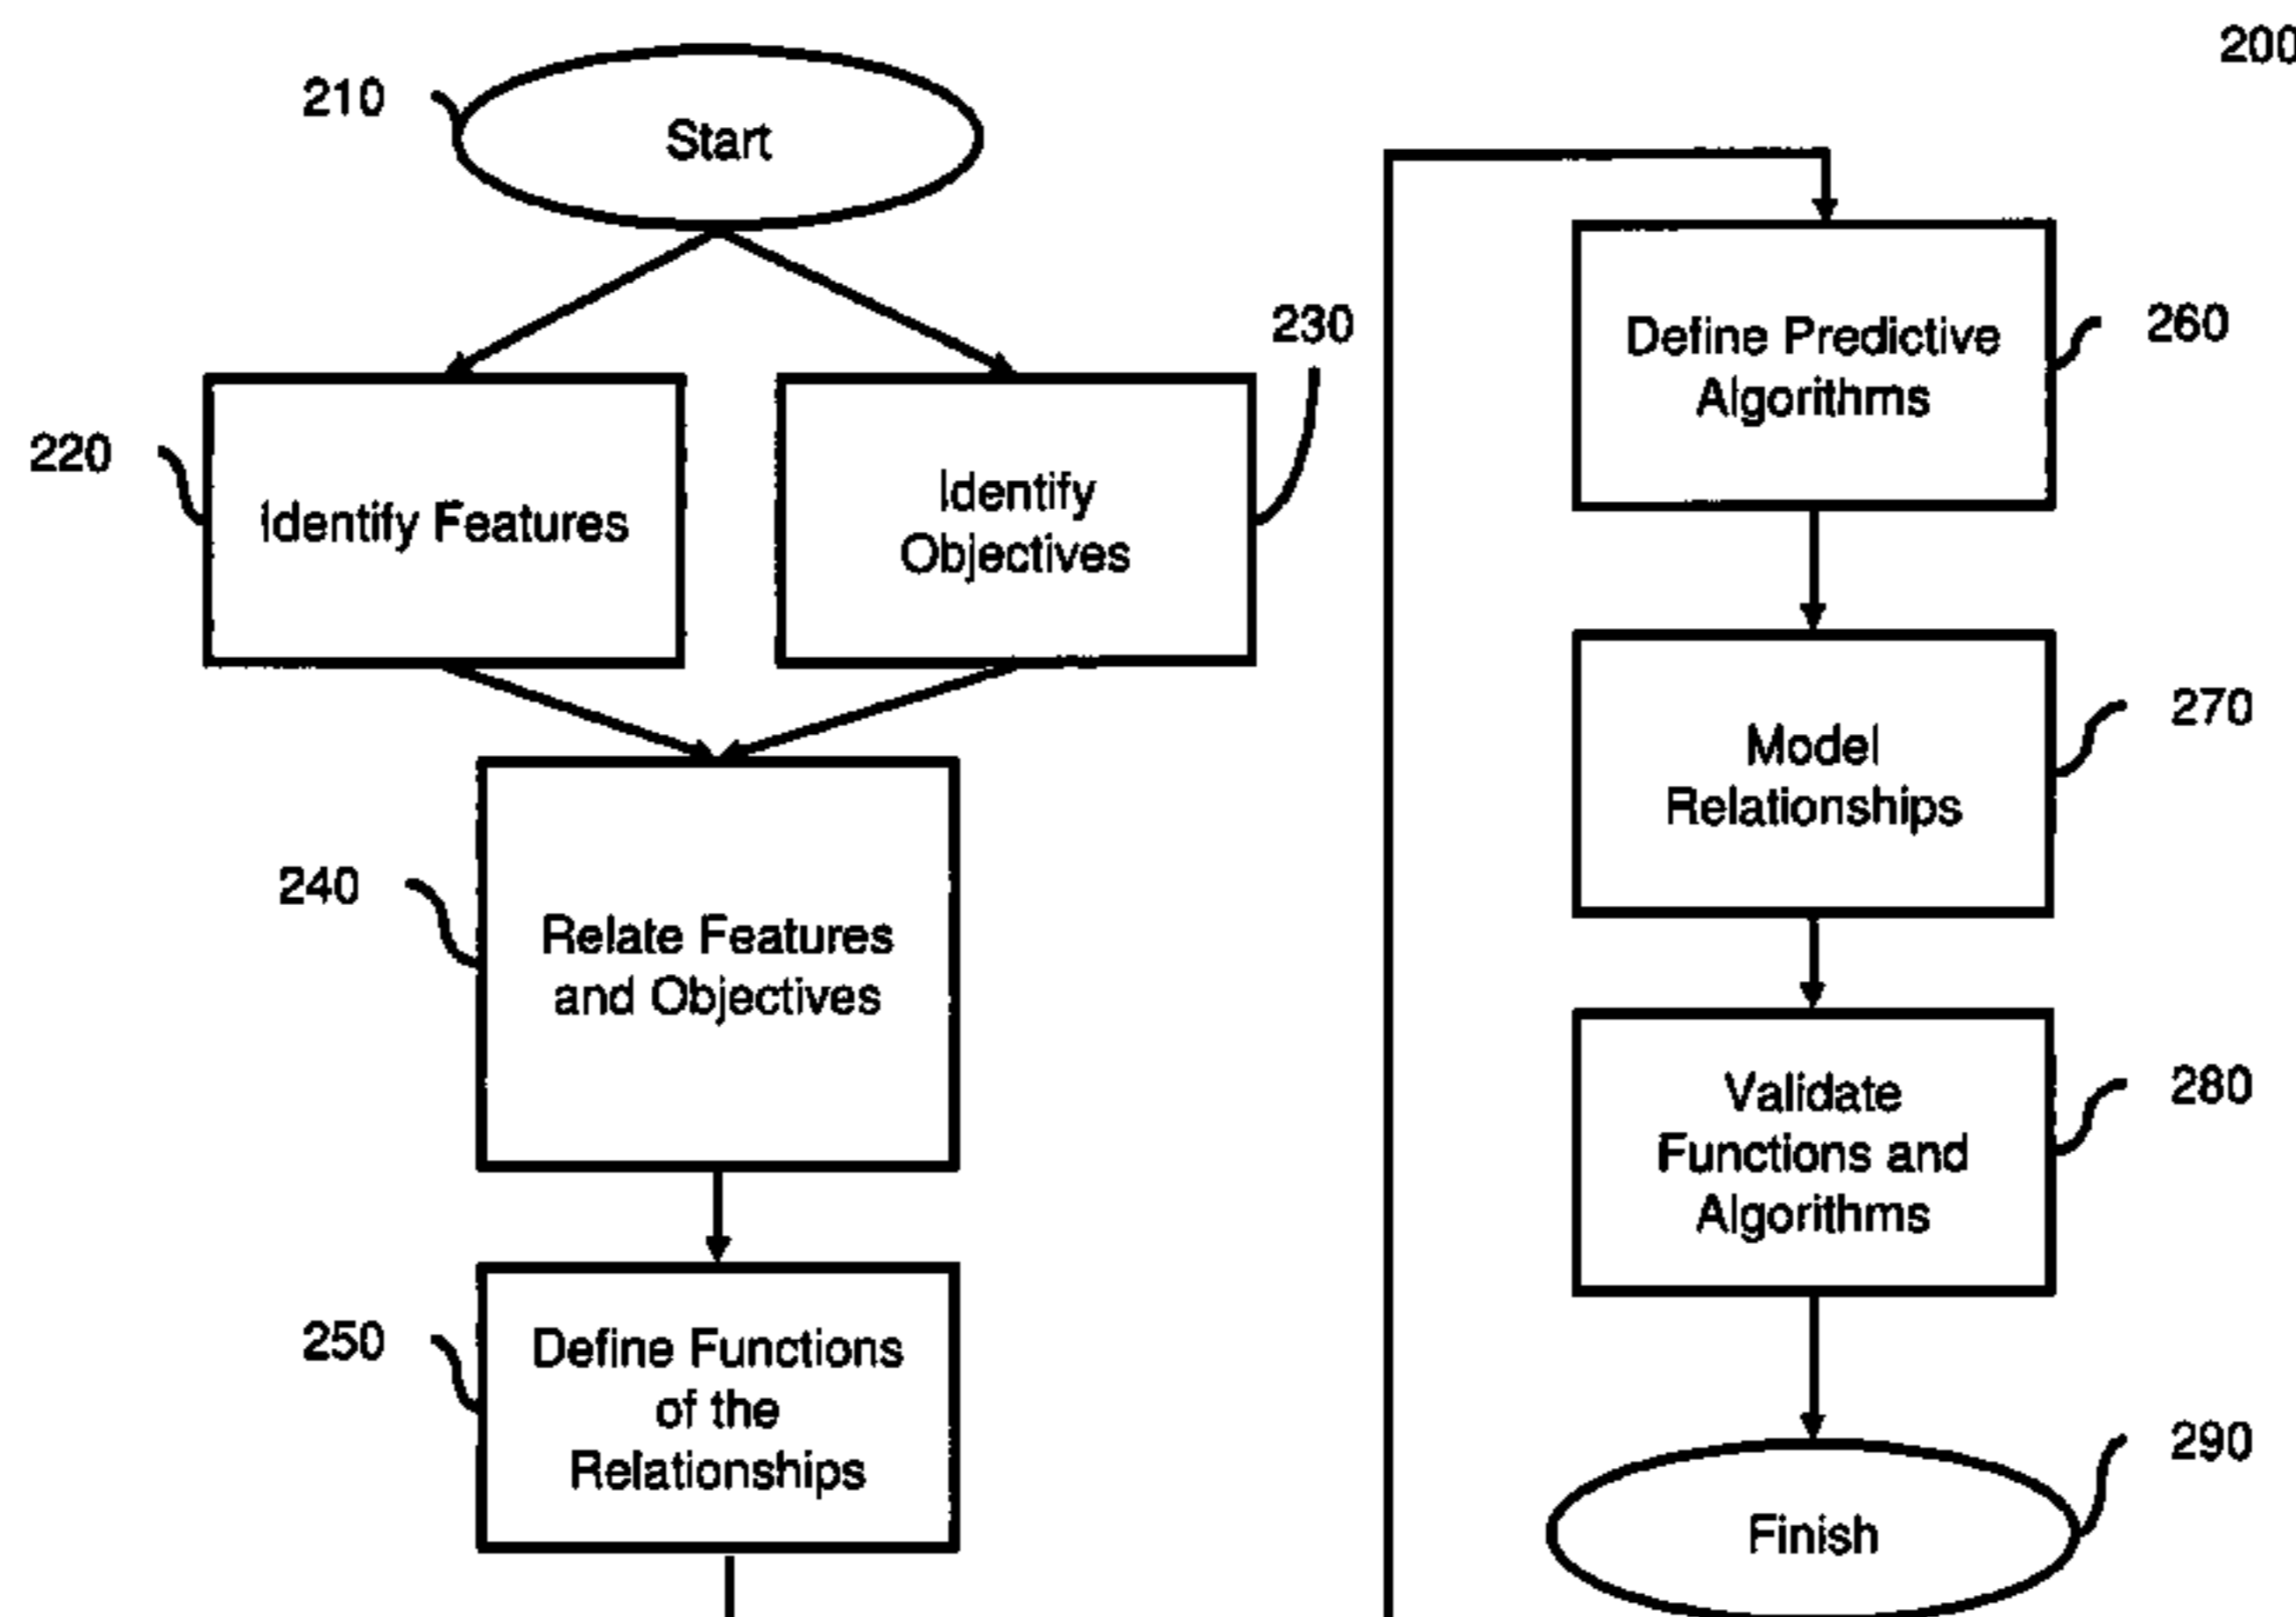 200
210
Start
220
Identify Features
230
Identify
Objectives
240
Relate Features
and Objectives
250
Define Functions
of the
Relationships
260
Define Predictive
Algorithms
270
Model
Relationships
280
Validate
Functions and
Algorithms
290
Finish